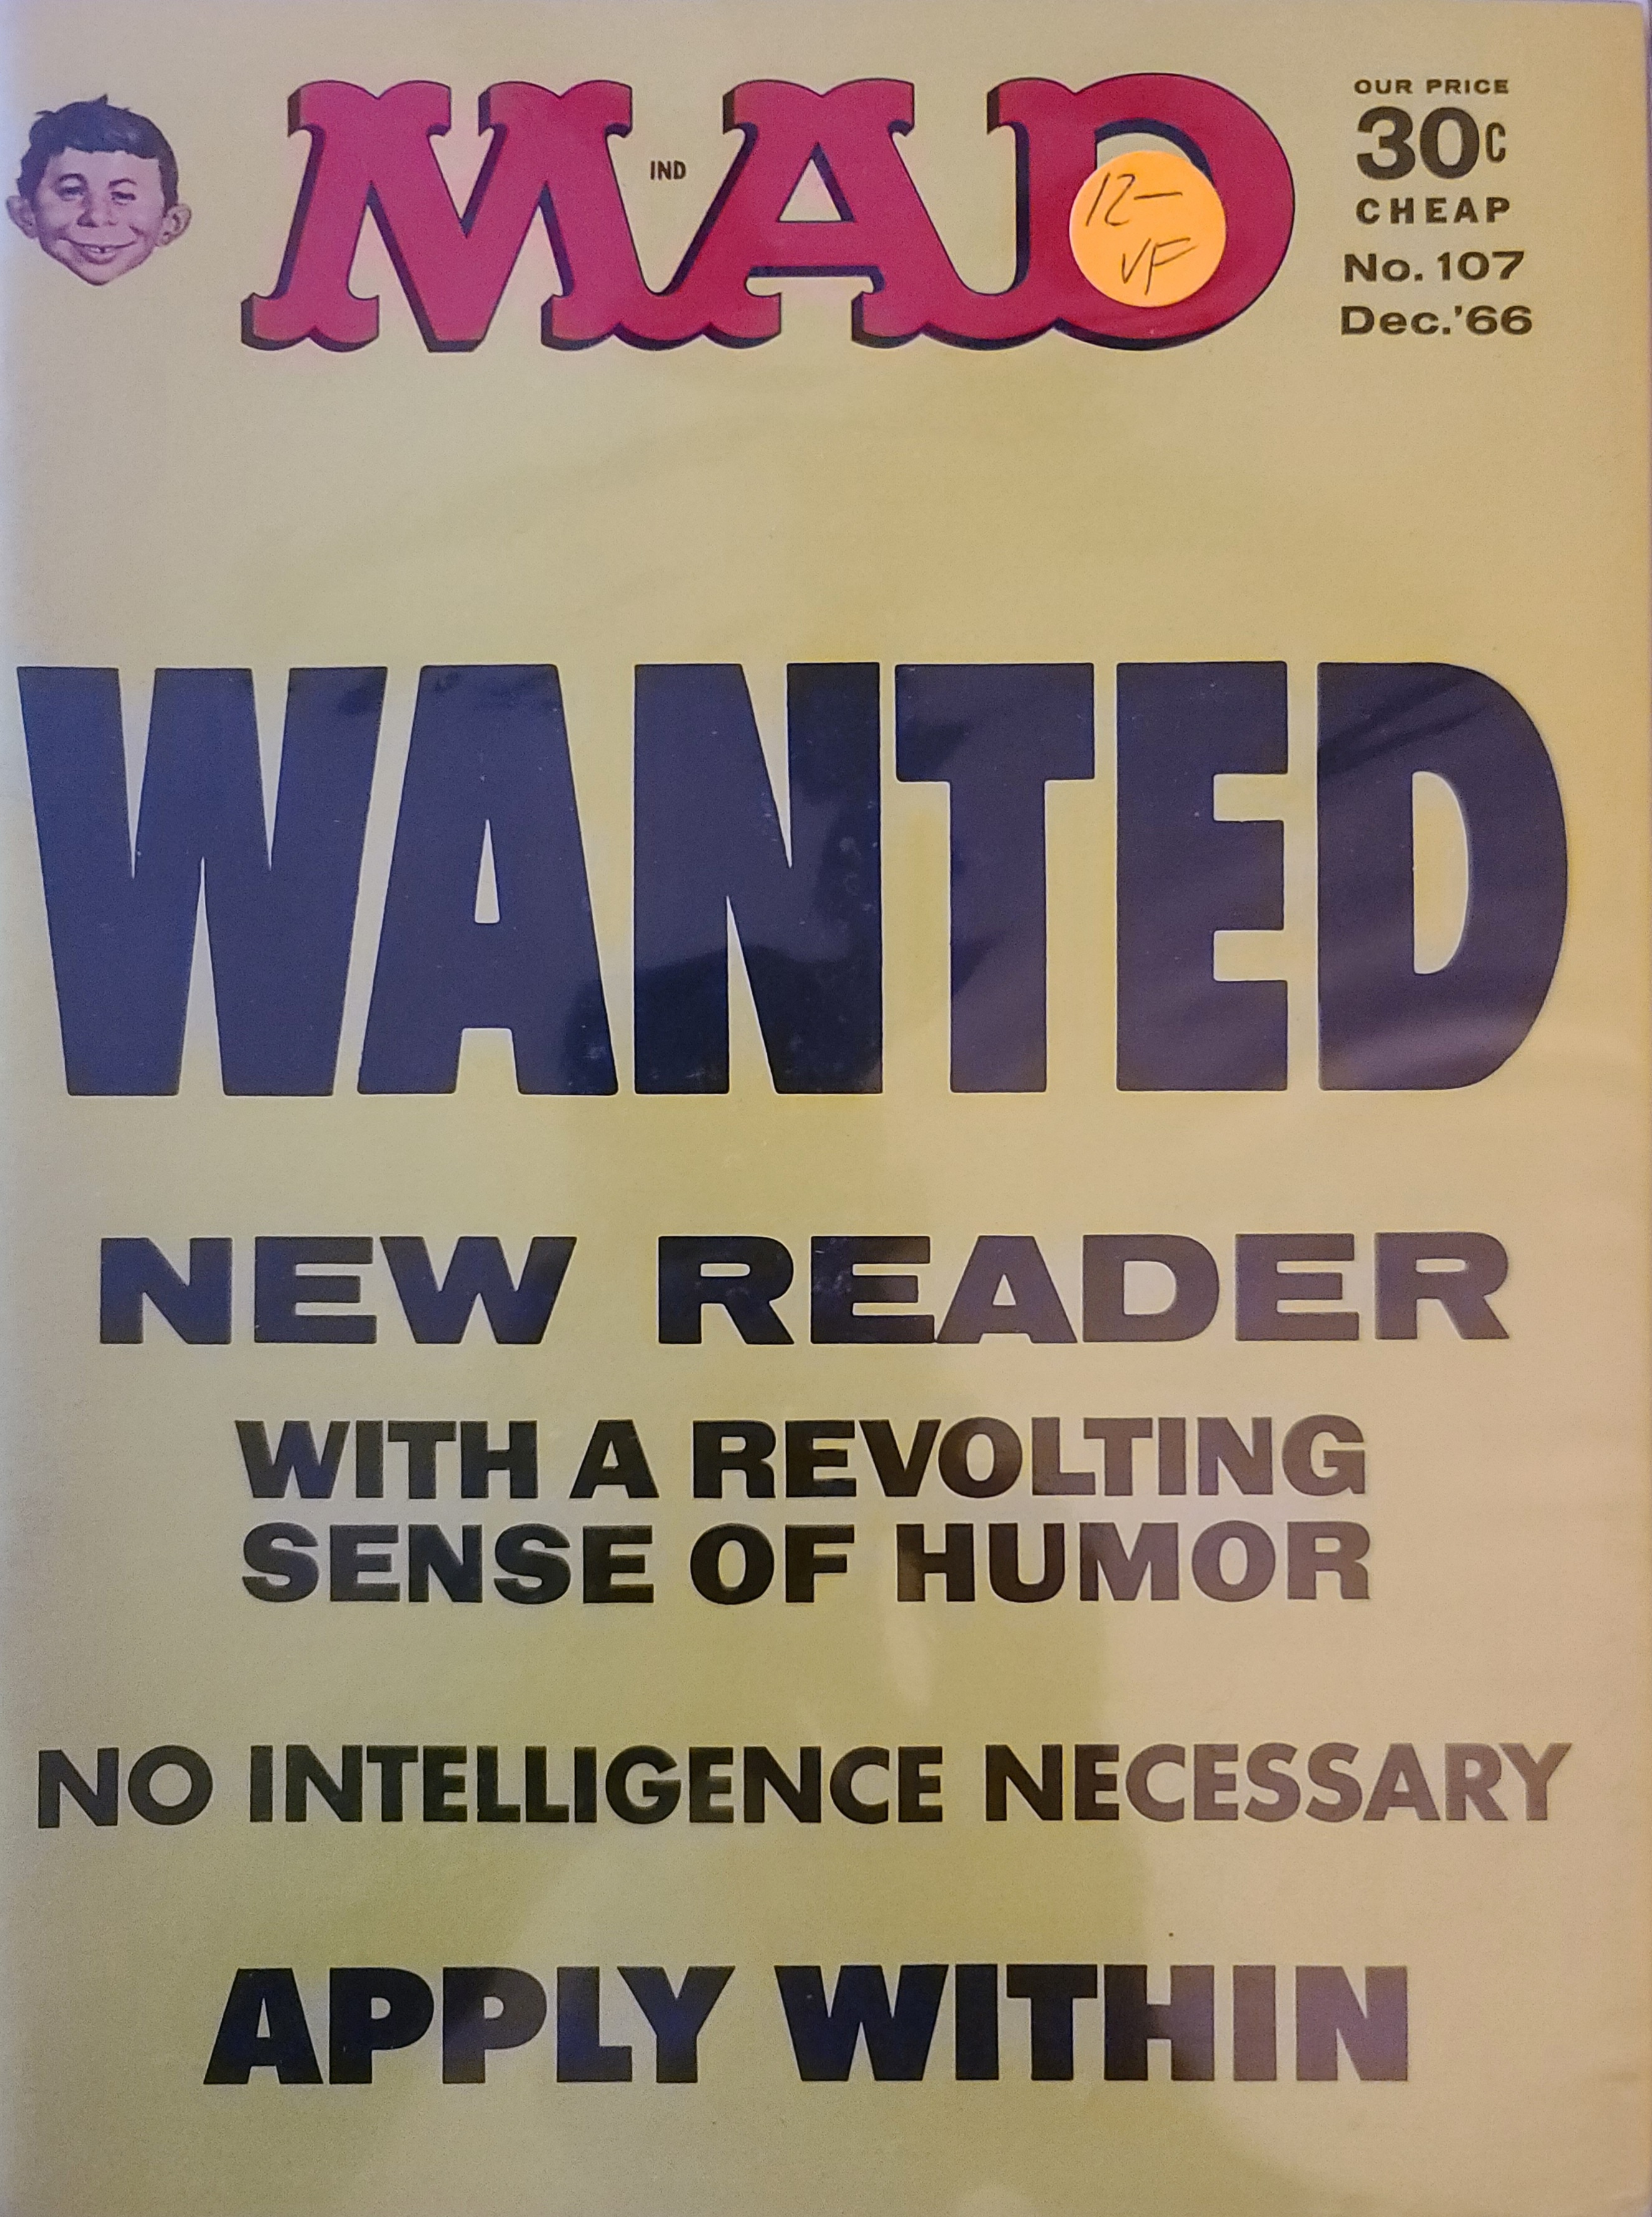 MAD
IND
OUR PRICE
30c
CHEAP
No. 107
Dec.'66
12-
VF
WANTED
NEW READER
WITH A REVOLTING
SENSE OF HUMOR
NO INTELLIGENCE NECESSARY
APPLY WITHIN